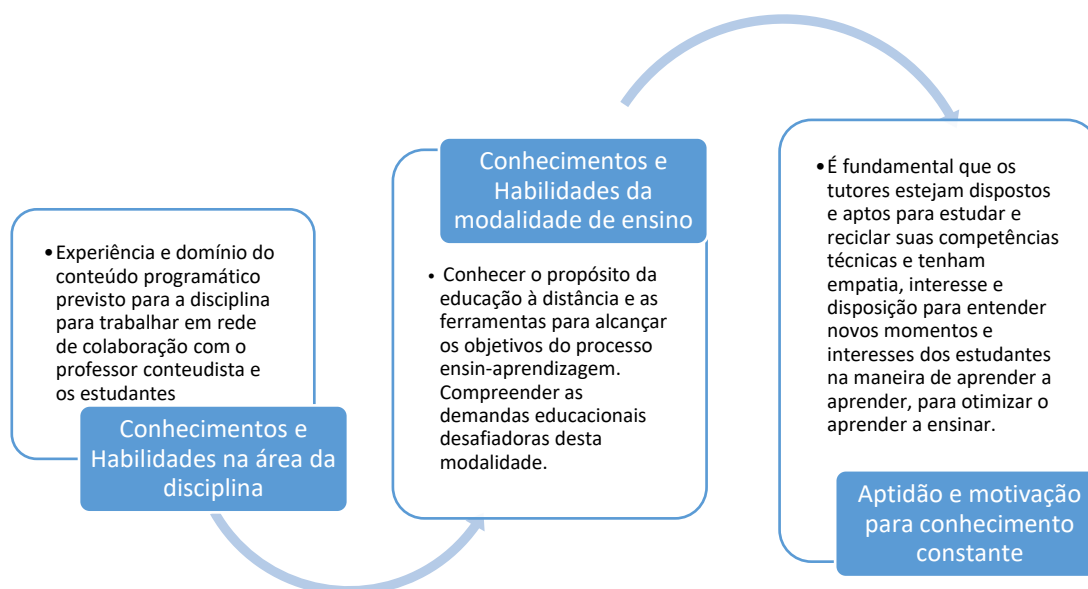 •Experiência e domínio do
conteúdo programático
previsto para a disciplina
para trabalhar em rede
de colaboração com o
professor conteudista e
os estudantes
Conhecimentos e
Habilidades na área da
disciplina
Conhecimentos e
Habilidades da
modalidade de ensino
• Conhecer o propósito da
educação à distância e as
ferramentas para alcançar
os objetivos do processo
ensin-aprendizagem.
Compreender as
demandas educacionais
desafiadoras desta
modalidade.
•É fundamental que os
tutores estejam dispostos
e aptos para estudar e
reciclar suas competências
técnicas e tenham
empatia, interesse e
disposição para entender
novos momentos e
interesses dos estudantes
na maneira de aprender a
aprender, para otimizar o
aprender a ensinar.
Aptidão e motivação
para conhecimento
constante